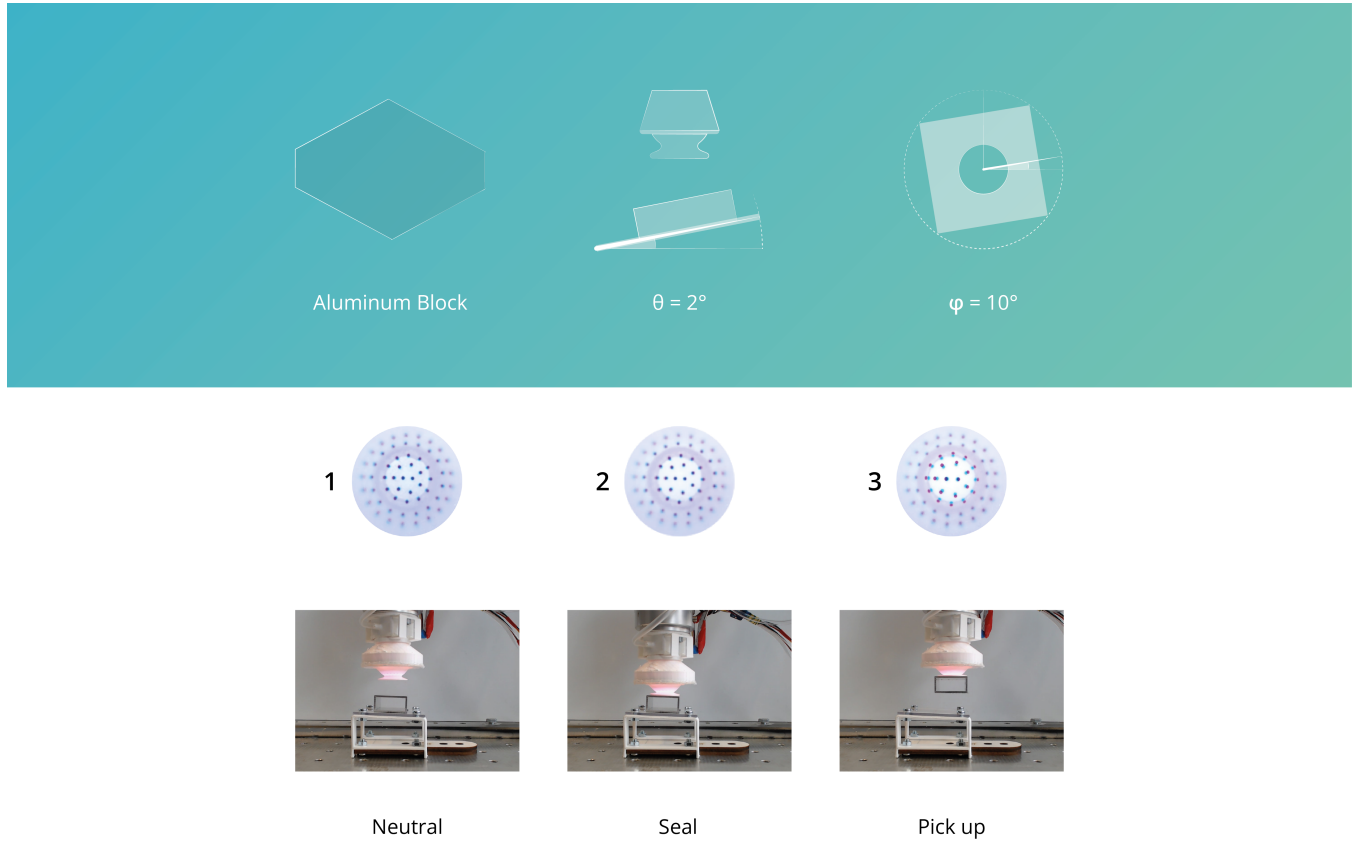 Aluminum Block
θ = 2°
φ = 10°
1
2
3
Neutral
Seal
Pick up